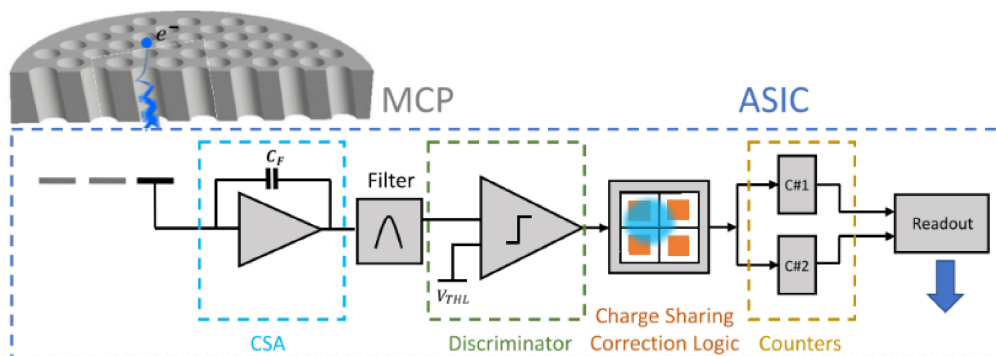 e⁻
MCP
ASIC
C_F
Filter
C#1
Readout
C#2
V_THL
CSA
Discriminator
Charge Sharing
Correction Logic
Counters